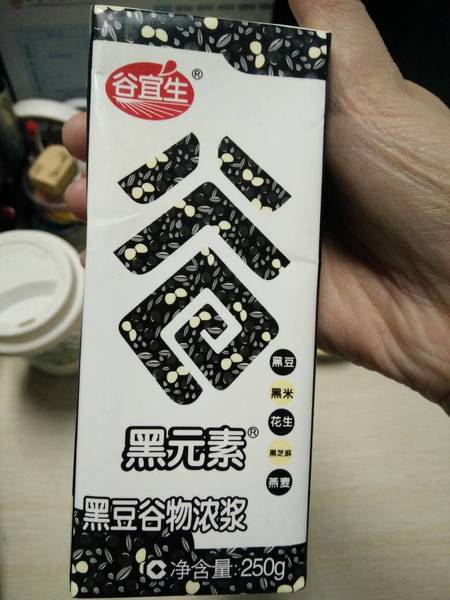 谷宜生®
谷
黑豆
黑米
花生
黑芝麻
燕麦
黑元素®
黑豆谷物浓浆
净含量:250g